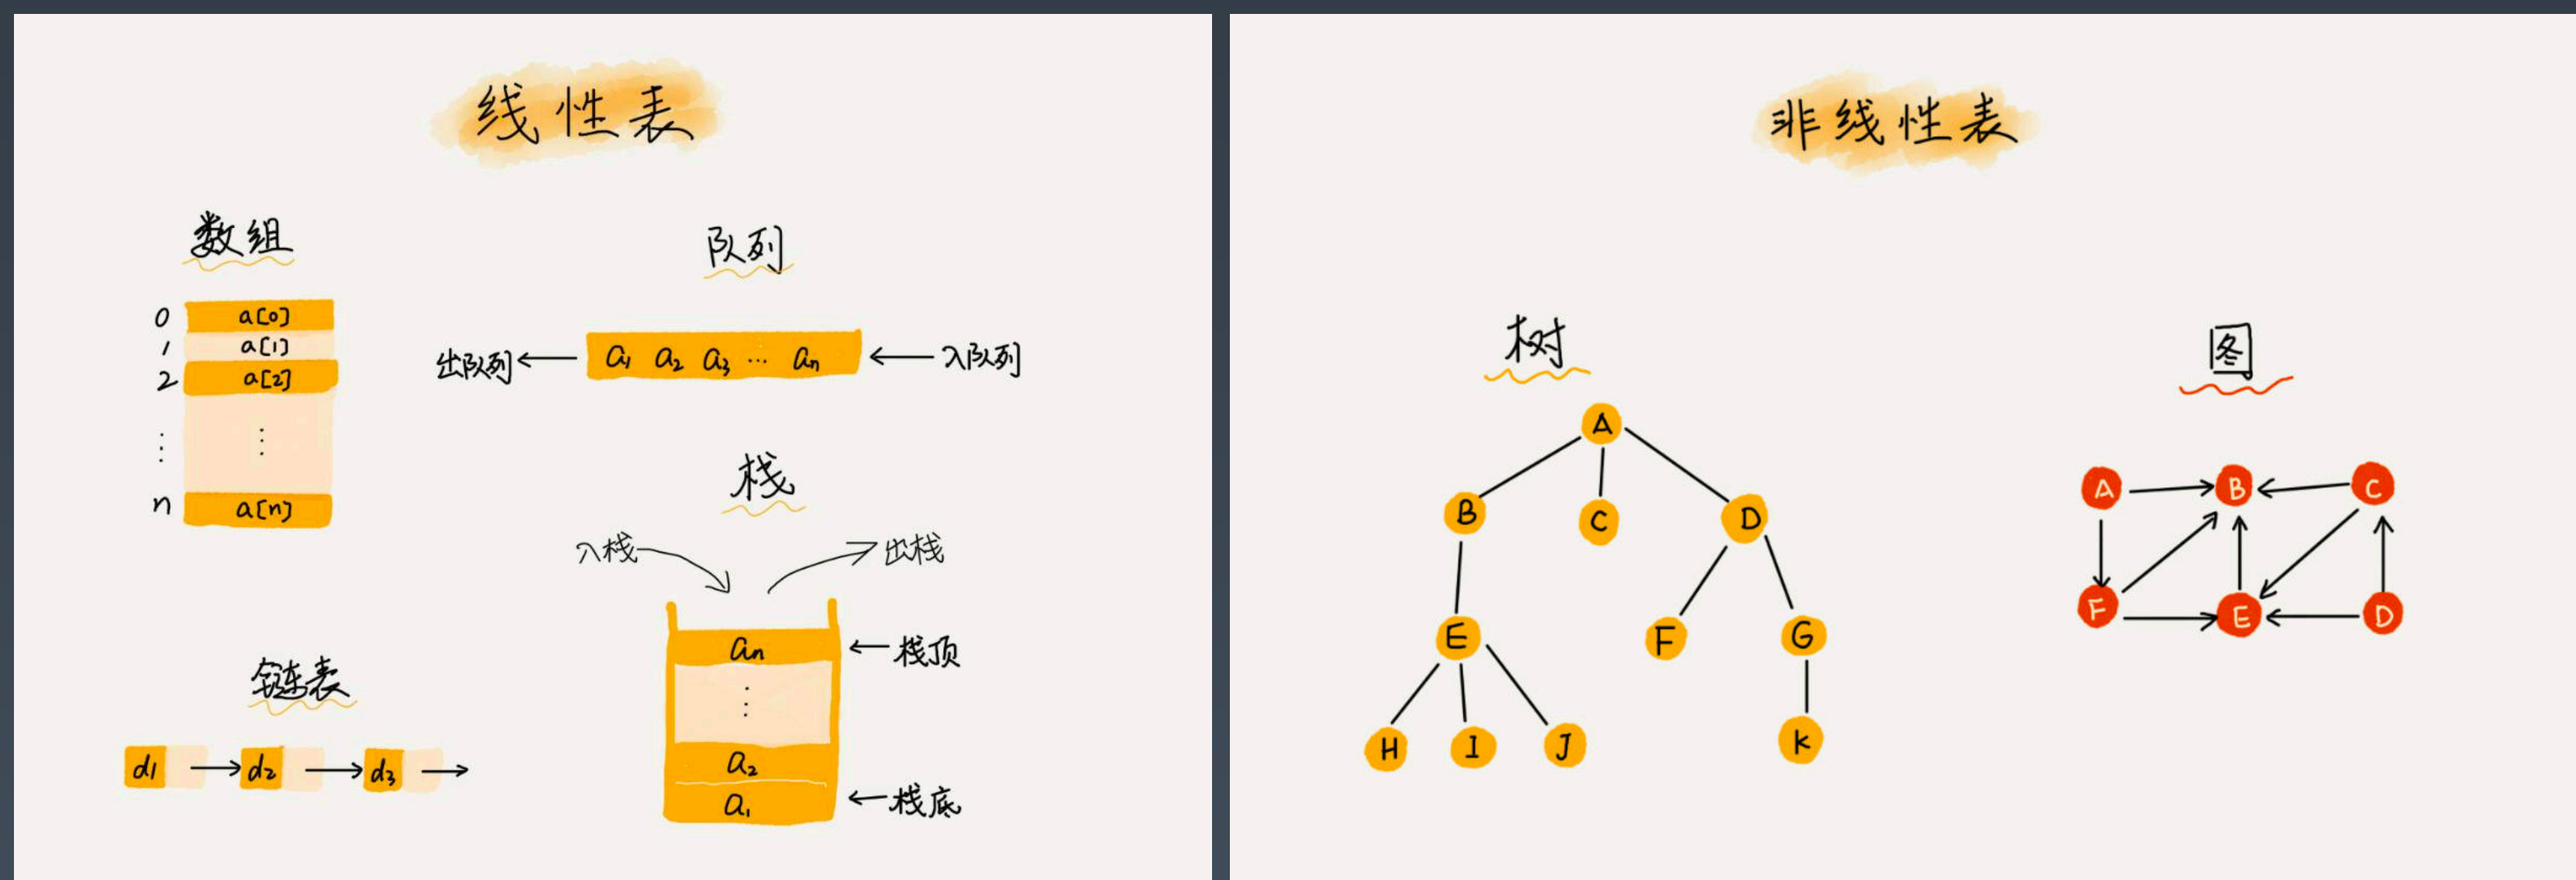 线性表
数组
0 a[0]
1 a[1]
2 a[2]
⋮ ⋮
n a[n]
队列
出队列 a₁ a₂ a₃ … aₙ 入队列
栈
入栈 出栈
aₙ 栈顶
⋮
a₂
a₁ 栈底
链表
d₁ d₂ d₃
非线性表
树
A
B C D
E F G
H I J K
图
A B C
F E D